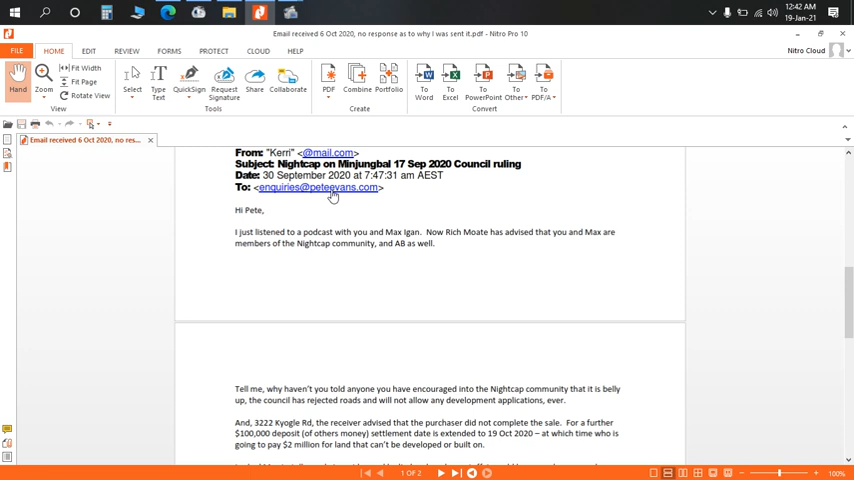 12:42 AM
19-Jan-21
Email received 6 Oct 2020, no response as to why I was sent it.pdf - Nitro Pro 10
FILE HOME EDIT REVIEW FORMS PROTECT CLOUD HELP
Nitro Cloud
Hand Zoom Fit Width Fit Page Rotate View
Select Type Text QuickSign Request Signature Share Collaborate
PDF Combine Portfolio
To Word To Excel To PowerPoint To Other To PDF/A
View Tools Create Convert
Email received 6 Oct 2020, no res...
From: "Kerri" <@mail.com>
Subject: Nightcap on Minjungbal 17 Sep 2020 Council ruling
Date: 30 September 2020 at 7:47:31 am AEST
To: <enquiries@peteevans.com>
Hi Pete,
I just listened to a podcast with you and Max Igan. Now Rich Moate has advised that you and Max are
members of the Nightcap community, and AB as well.
Tell me, why haven't you told anyone you have encouraged into the Nightcap community that it is belly
up, the council has rejected roads and will not allow any development applications, ever.
And, 3222 Kyogle Rd, the receiver advised that the purchaser did not complete the sale. For a further
$100,000 deposit (of others money) settlement date is extended to 19 Oct 2020 – at which time who is
going to pay $2 million for land that can't be developed or built on.
1 OF 2
100%